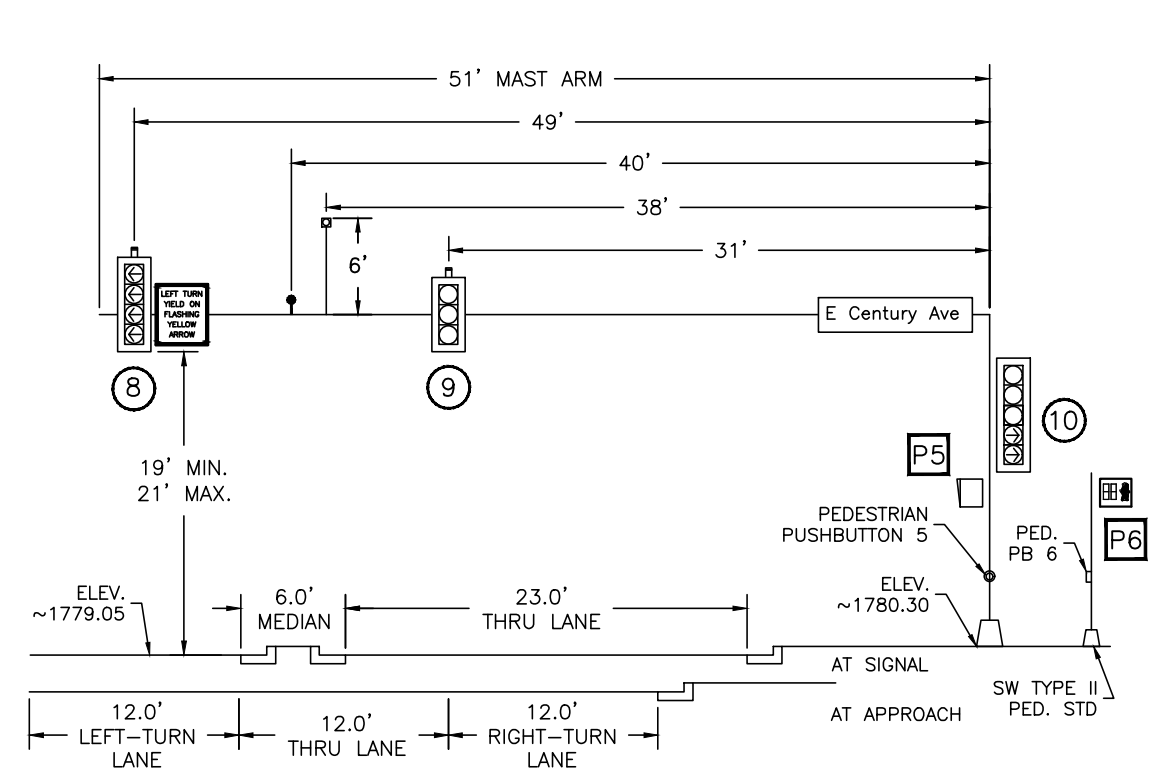 51' MAST ARM
49'
40'
38'
31'
6'
LEFT TURN
YIELD ON
FLASHING
YELLOW
ARROW
E Century Ave
8
9
10
19' MIN.
21' MAX.
P5
PEDESTRIAN
PUSHBUTTON 5
PED.
PB 6
P6
ELEV.
~1779.05
6.0'
MEDIAN
23.0'
THRU LANE
ELEV.
~1780.30
AT SIGNAL
SW TYPE II
PED. STD
AT APPROACH
12.0'
LEFT-TURN
LANE
12.0'
THRU LANE
12.0'
RIGHT-TURN
LANE